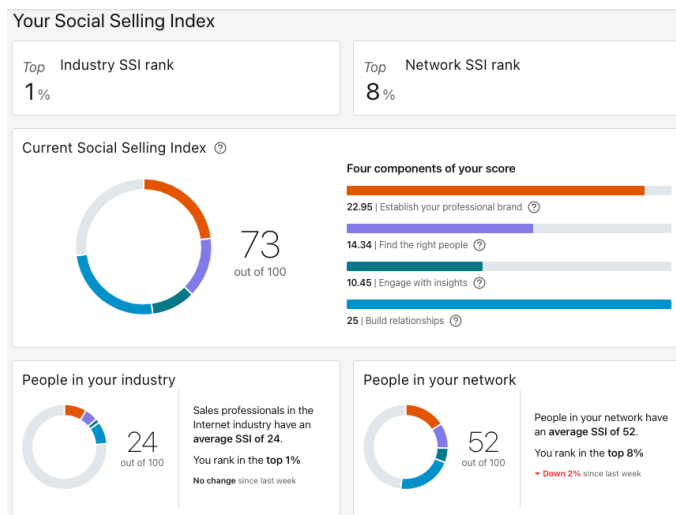 Your Social Selling Index
Top Industry SSI rank
1%
Top Network SSI rank
8%
Current Social Selling Index ?
73
out of 100
Four components of your score
22.95 | Establish your professional brand ?
14.34 | Find the right people ?
10.45 | Engage with insights ?
25 | Build relationships ?
People in your industry
24
out of 100
Sales professionals in the
Internet industry have an
average SSI of 24.
You rank in the top 1%
No change since last week
People in your network
52
out of 100
People in your network have
an average SSI of 52.
You rank in the top 8%
Down 2% since last week